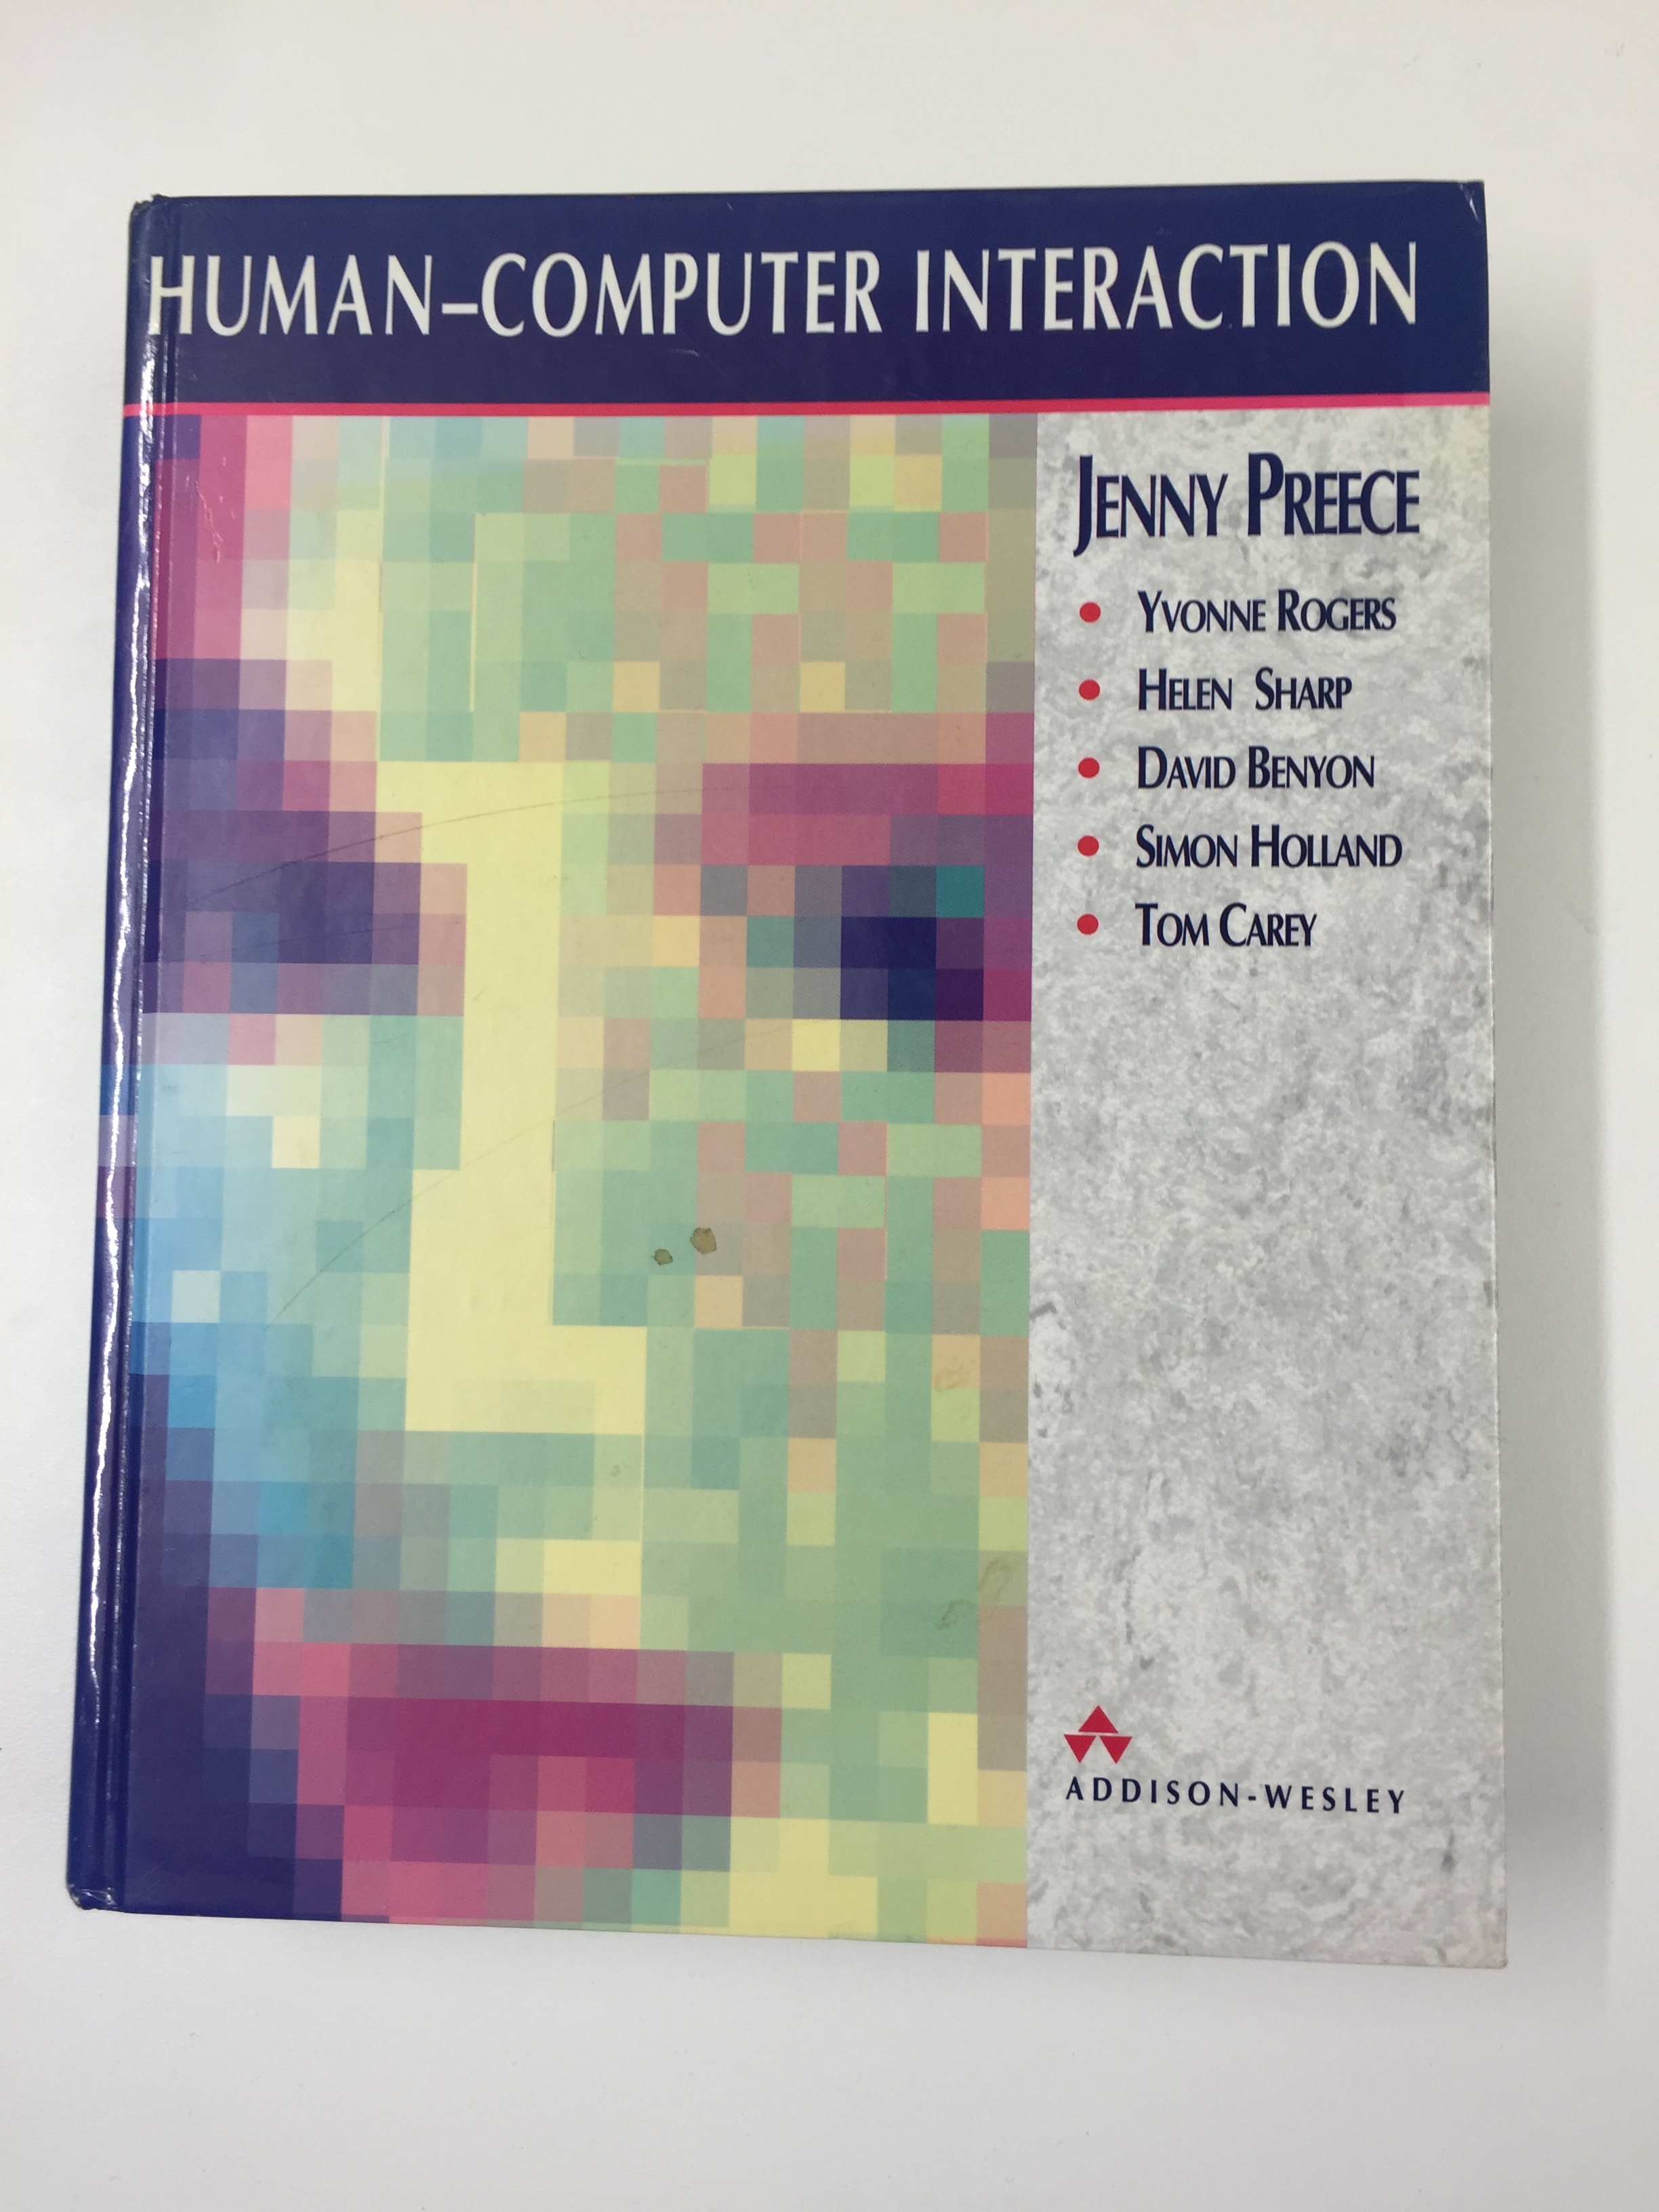 HUMAN–COMPUTER INTERACTION
JENNY PREECE
• YVONNE ROGERS
• HELEN SHARP
• DAVID BENYON
• SIMON HOLLAND
• TOM CAREY
ADDISON-WESLEY